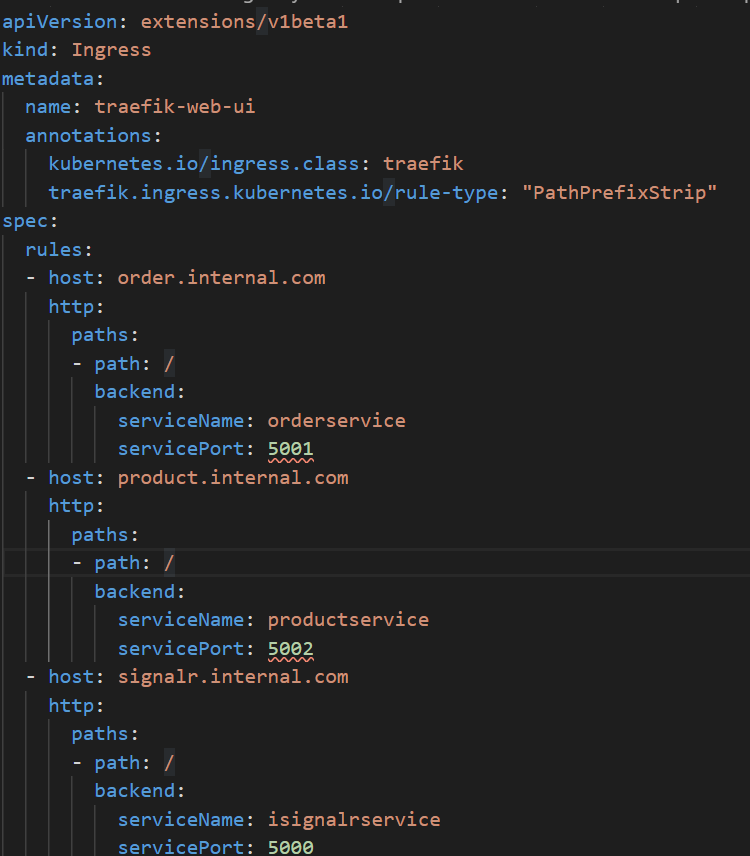 apiVersion: extensions/v1beta1
kind: Ingress
metadata:
  name: traefik-web-ui
  annotations:
    kubernetes.io/ingress.class: traefik
    traefik.ingress.kubernetes.io/rule-type: "PathPrefixStrip"
spec:
  rules:
  - host: order.internal.com
    http:
      paths:
      - path: /
        backend:
          serviceName: orderservice
          servicePort: 5001
  - host: product.internal.com
    http:
      paths:
      - path: /
        backend:
          serviceName: productservice
          servicePort: 5002
  - host: signalr.internal.com
    http:
      paths:
      - path: /
        backend:
          serviceName: isignalrservice
          servicePort: 5000